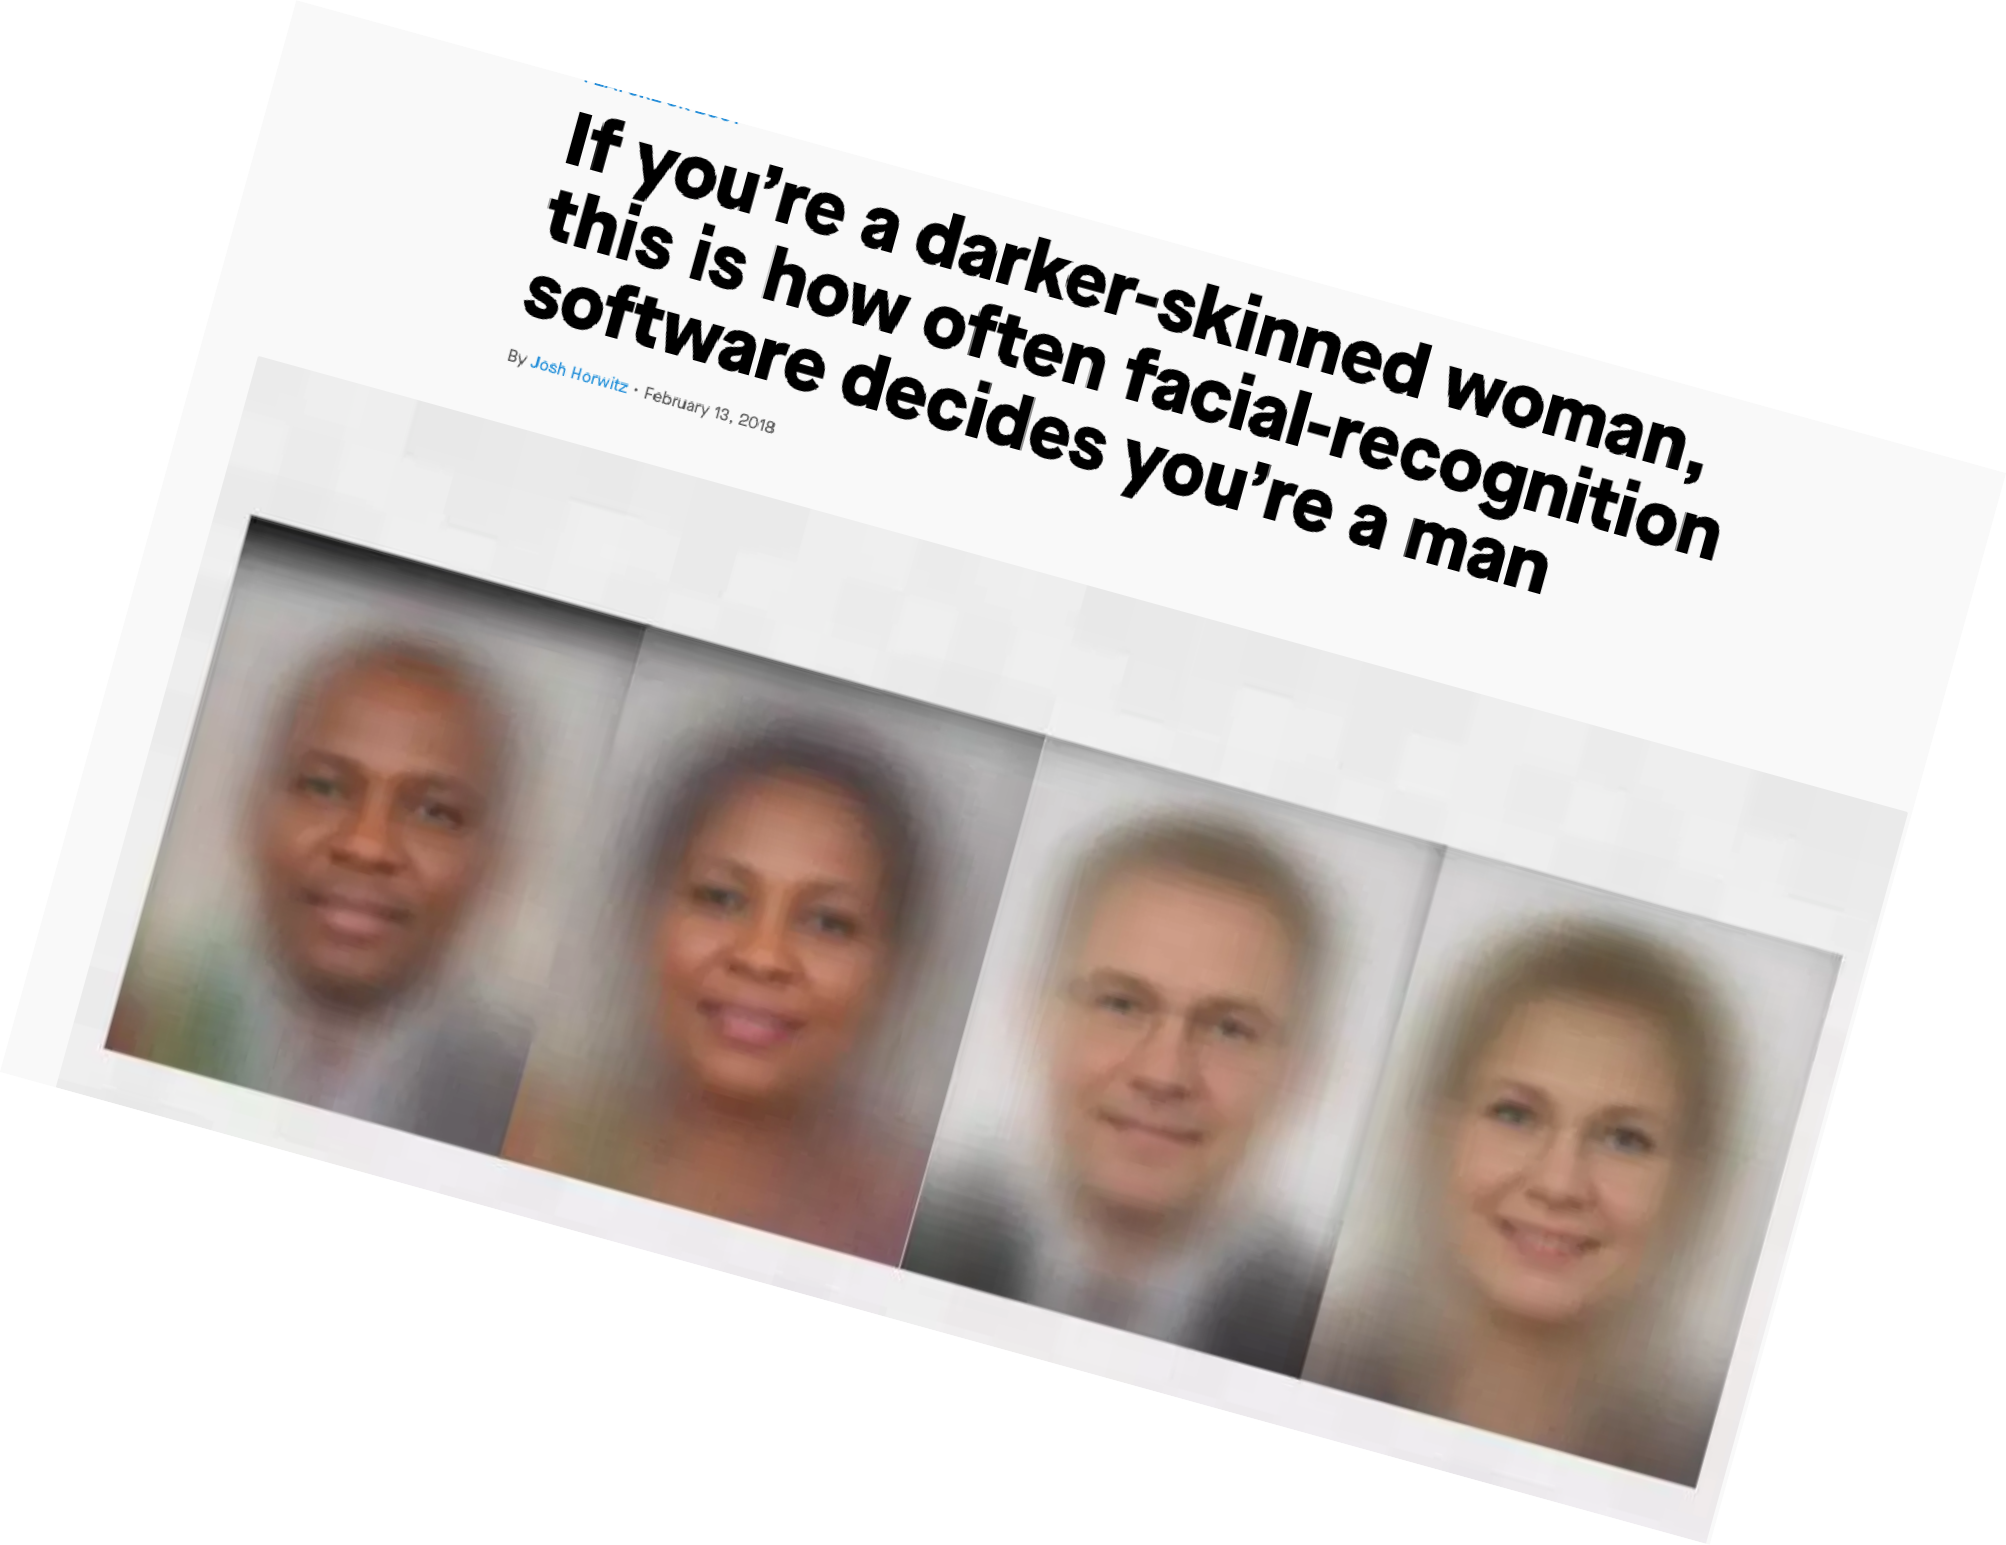 If you’re a darker-skinned woman,
this is how often facial-recognition
software decides you’re a man
By Josh Horwitz • February 13, 2018